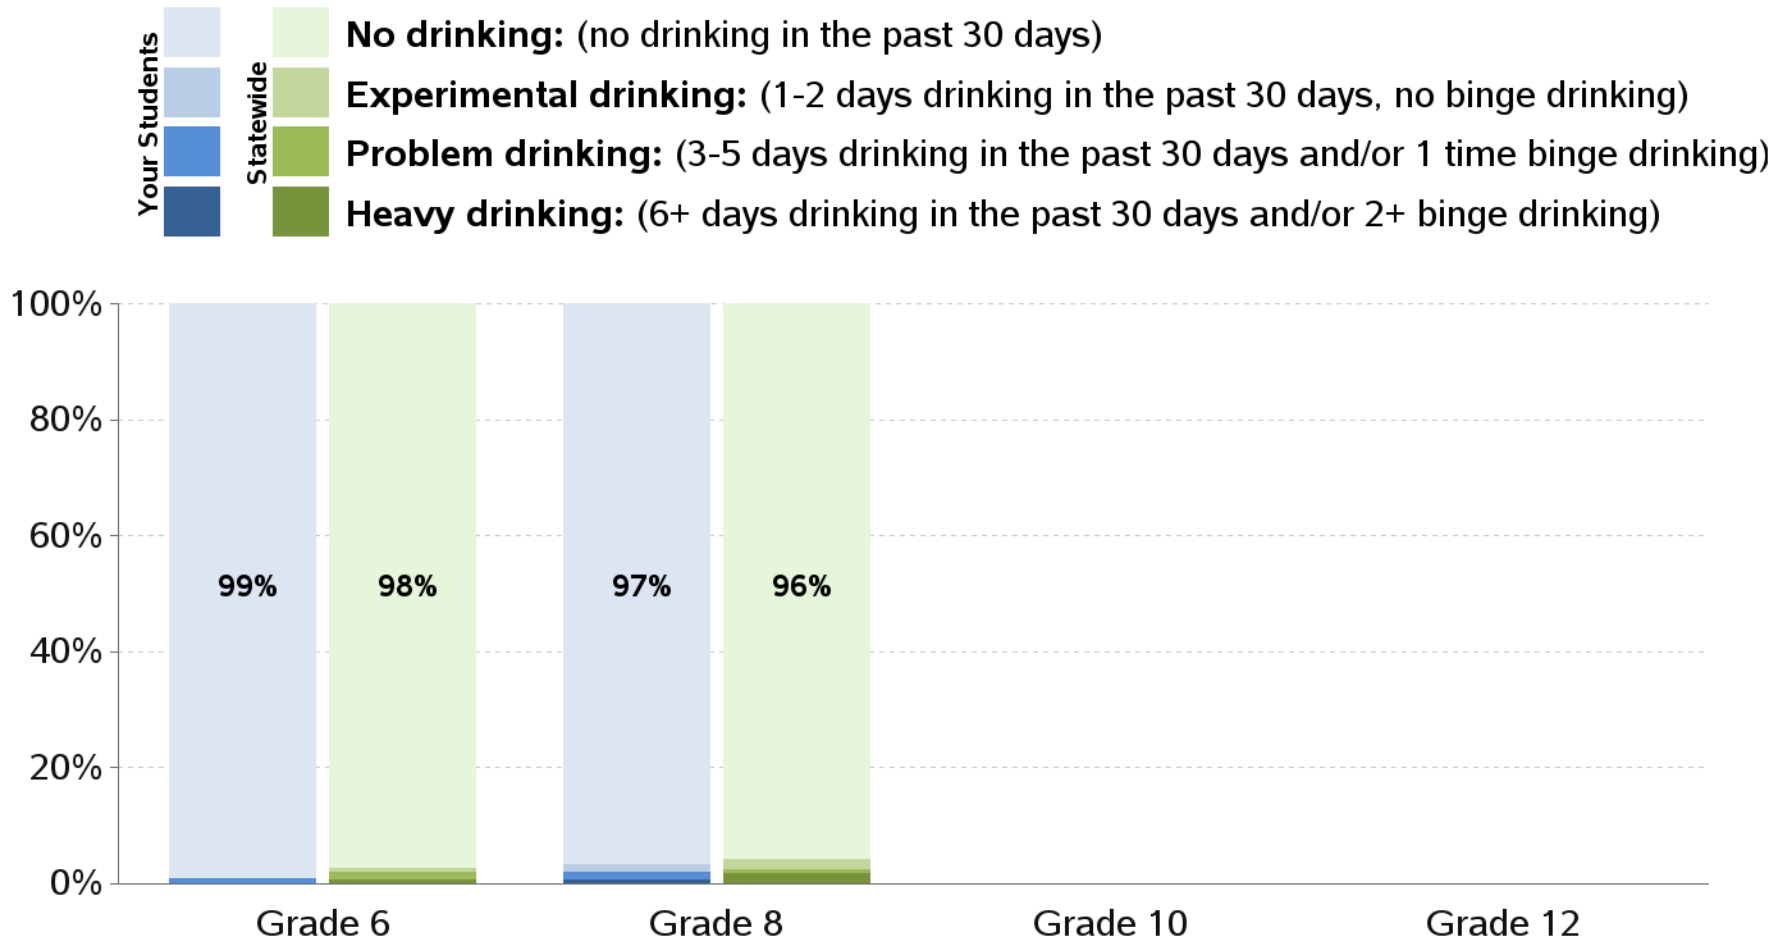 Your Students
Statewide
No drinking: (no drinking in the past 30 days)
Experimental drinking: (1-2 days drinking in the past 30 days, no binge drinking)
Problem drinking: (3-5 days drinking in the past 30 days and/or 1 time binge drinking)
Heavy drinking: (6+ days drinking in the past 30 days and/or 2+ binge drinking)
100%
80%
60%
99% 98% 97% 96%
40%
20%
0%
Grade 6 Grade 8 Grade 10 Grade 12